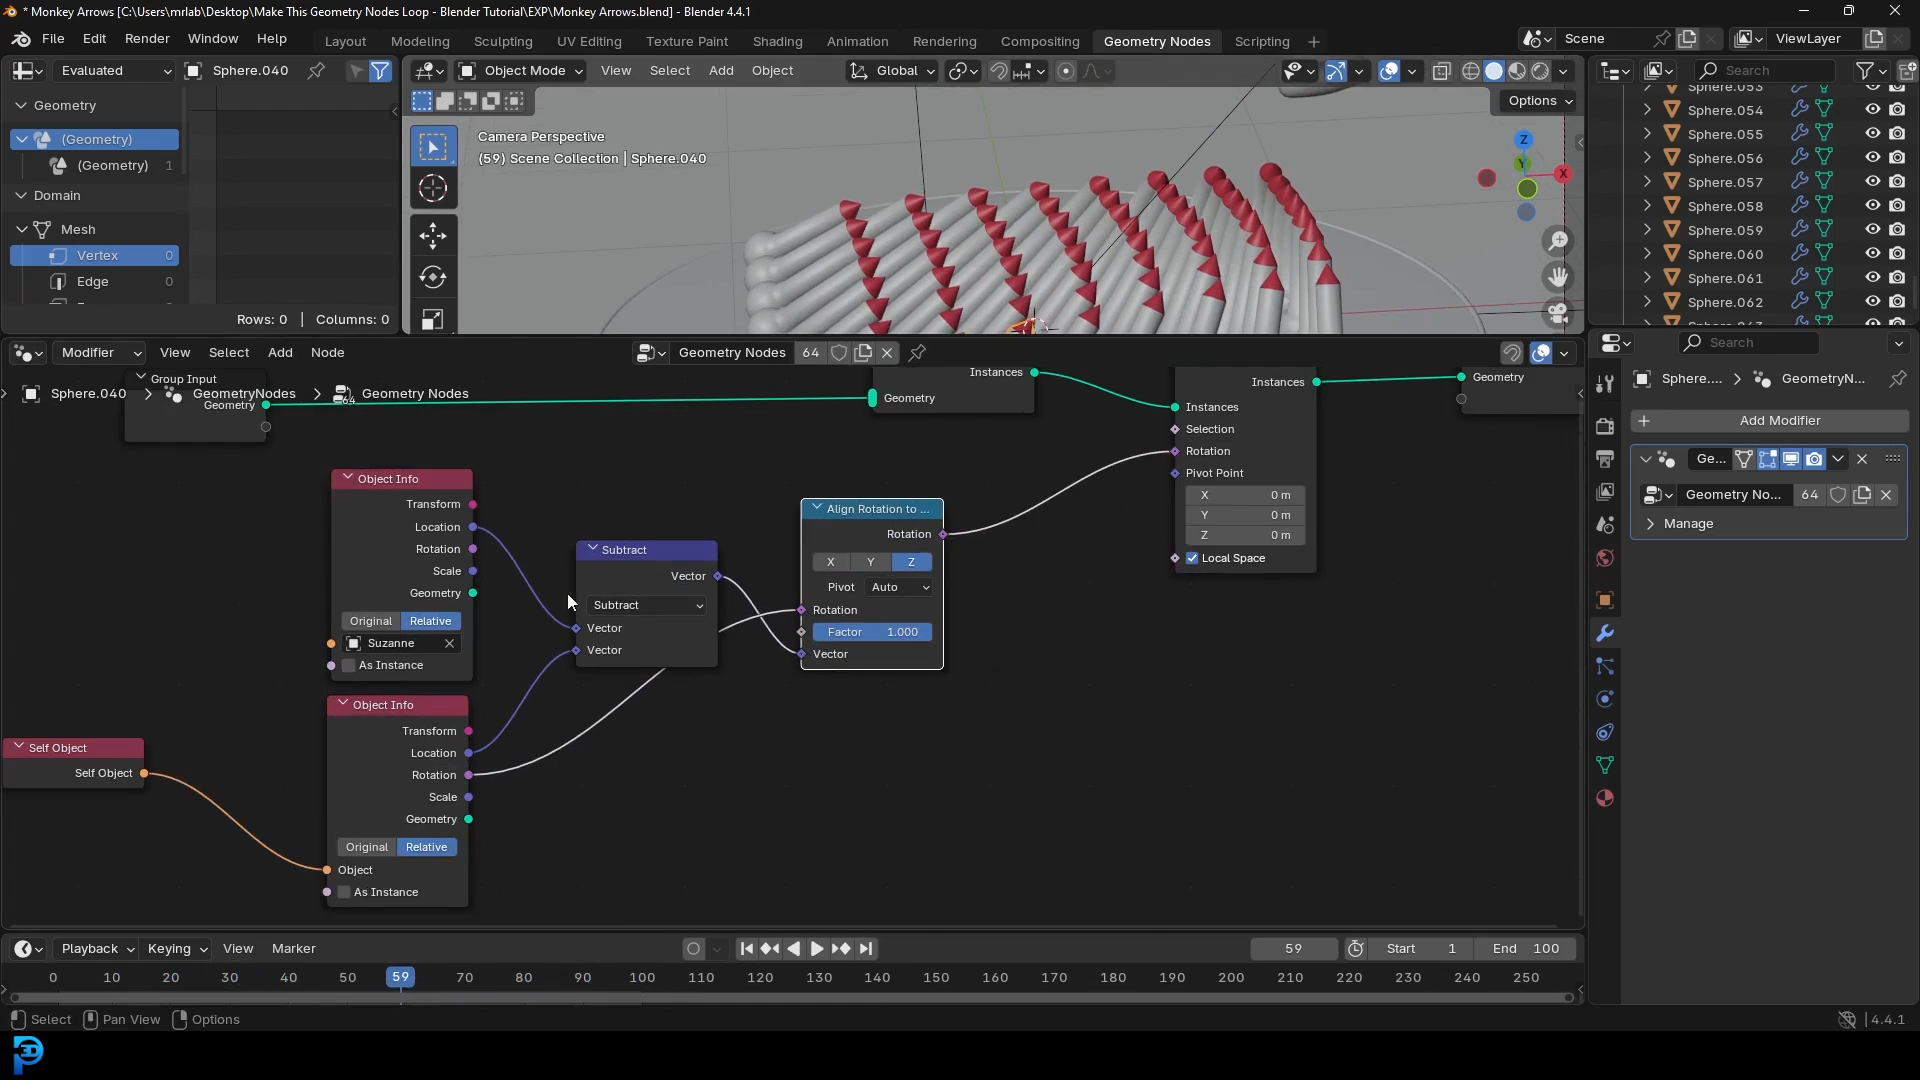 * Monkey Arrows [C:\Users\mrlab\Desktop\Make This Geometry Nodes Loop - Blender Tutorial\EXP\Monkey Arrows.blend] - Blender 4.4.1
File Edit Render Window Help Layout Modeling Sculpting UV Editing Texture Paint Shading Animation Rendering Compositing Geometry Nodes Scripting + Scene ViewLayer
Evaluated Sphere.040 Object Mode View Select Add Object Global Search
Options
Geometry
(Geometry)
(Geometry) 1
Domain
Mesh
Vertex 0
Edge 0
Rows: 0 | Columns: 0
Camera Perspective
(59) Scene Collection | Sphere.040
Z
Y
X
Sphere.053
Sphere.054
Sphere.055
Sphere.056
Sphere.057
Sphere.058
Sphere.059
Sphere.060
Sphere.061
Sphere.062
Modifier View Select Add Node Geometry Nodes 64
Sphere.040 > GeometryNodes > Geometry Nodes
64
Group Input
Geometry
Instances
Geometry
Instances
Instances
Selection
Rotation
Pivot Point
X 0 m
Y 0 m
Z 0 m
Local Space
Geometry
Object Info
Transform
Location
Rotation
Scale
Geometry
Original Relative
Suzanne
As Instance
Subtract
Vector
Subtract
Vector
Vector
Align Rotation to ...
Rotation
X Y Z
Pivot Auto
Rotation
Factor 1.000
Vector
Self Object
Self Object
Object Info
Transform
Location
Rotation
Scale
Geometry
Original Relative
Object
As Instance
Search
Sphere.... > GeometryN...
+ Add Modifier
Ge...
Geometry No... 64
Manage
Playback Keying View Marker 59 Start 1 End 100
0 10 20 30 40 50 59 70 80 90 100 110 120 130 140 150 160 170 180 190 200 210 220 230 240 250
Select Pan View Options 4.4.1
3D